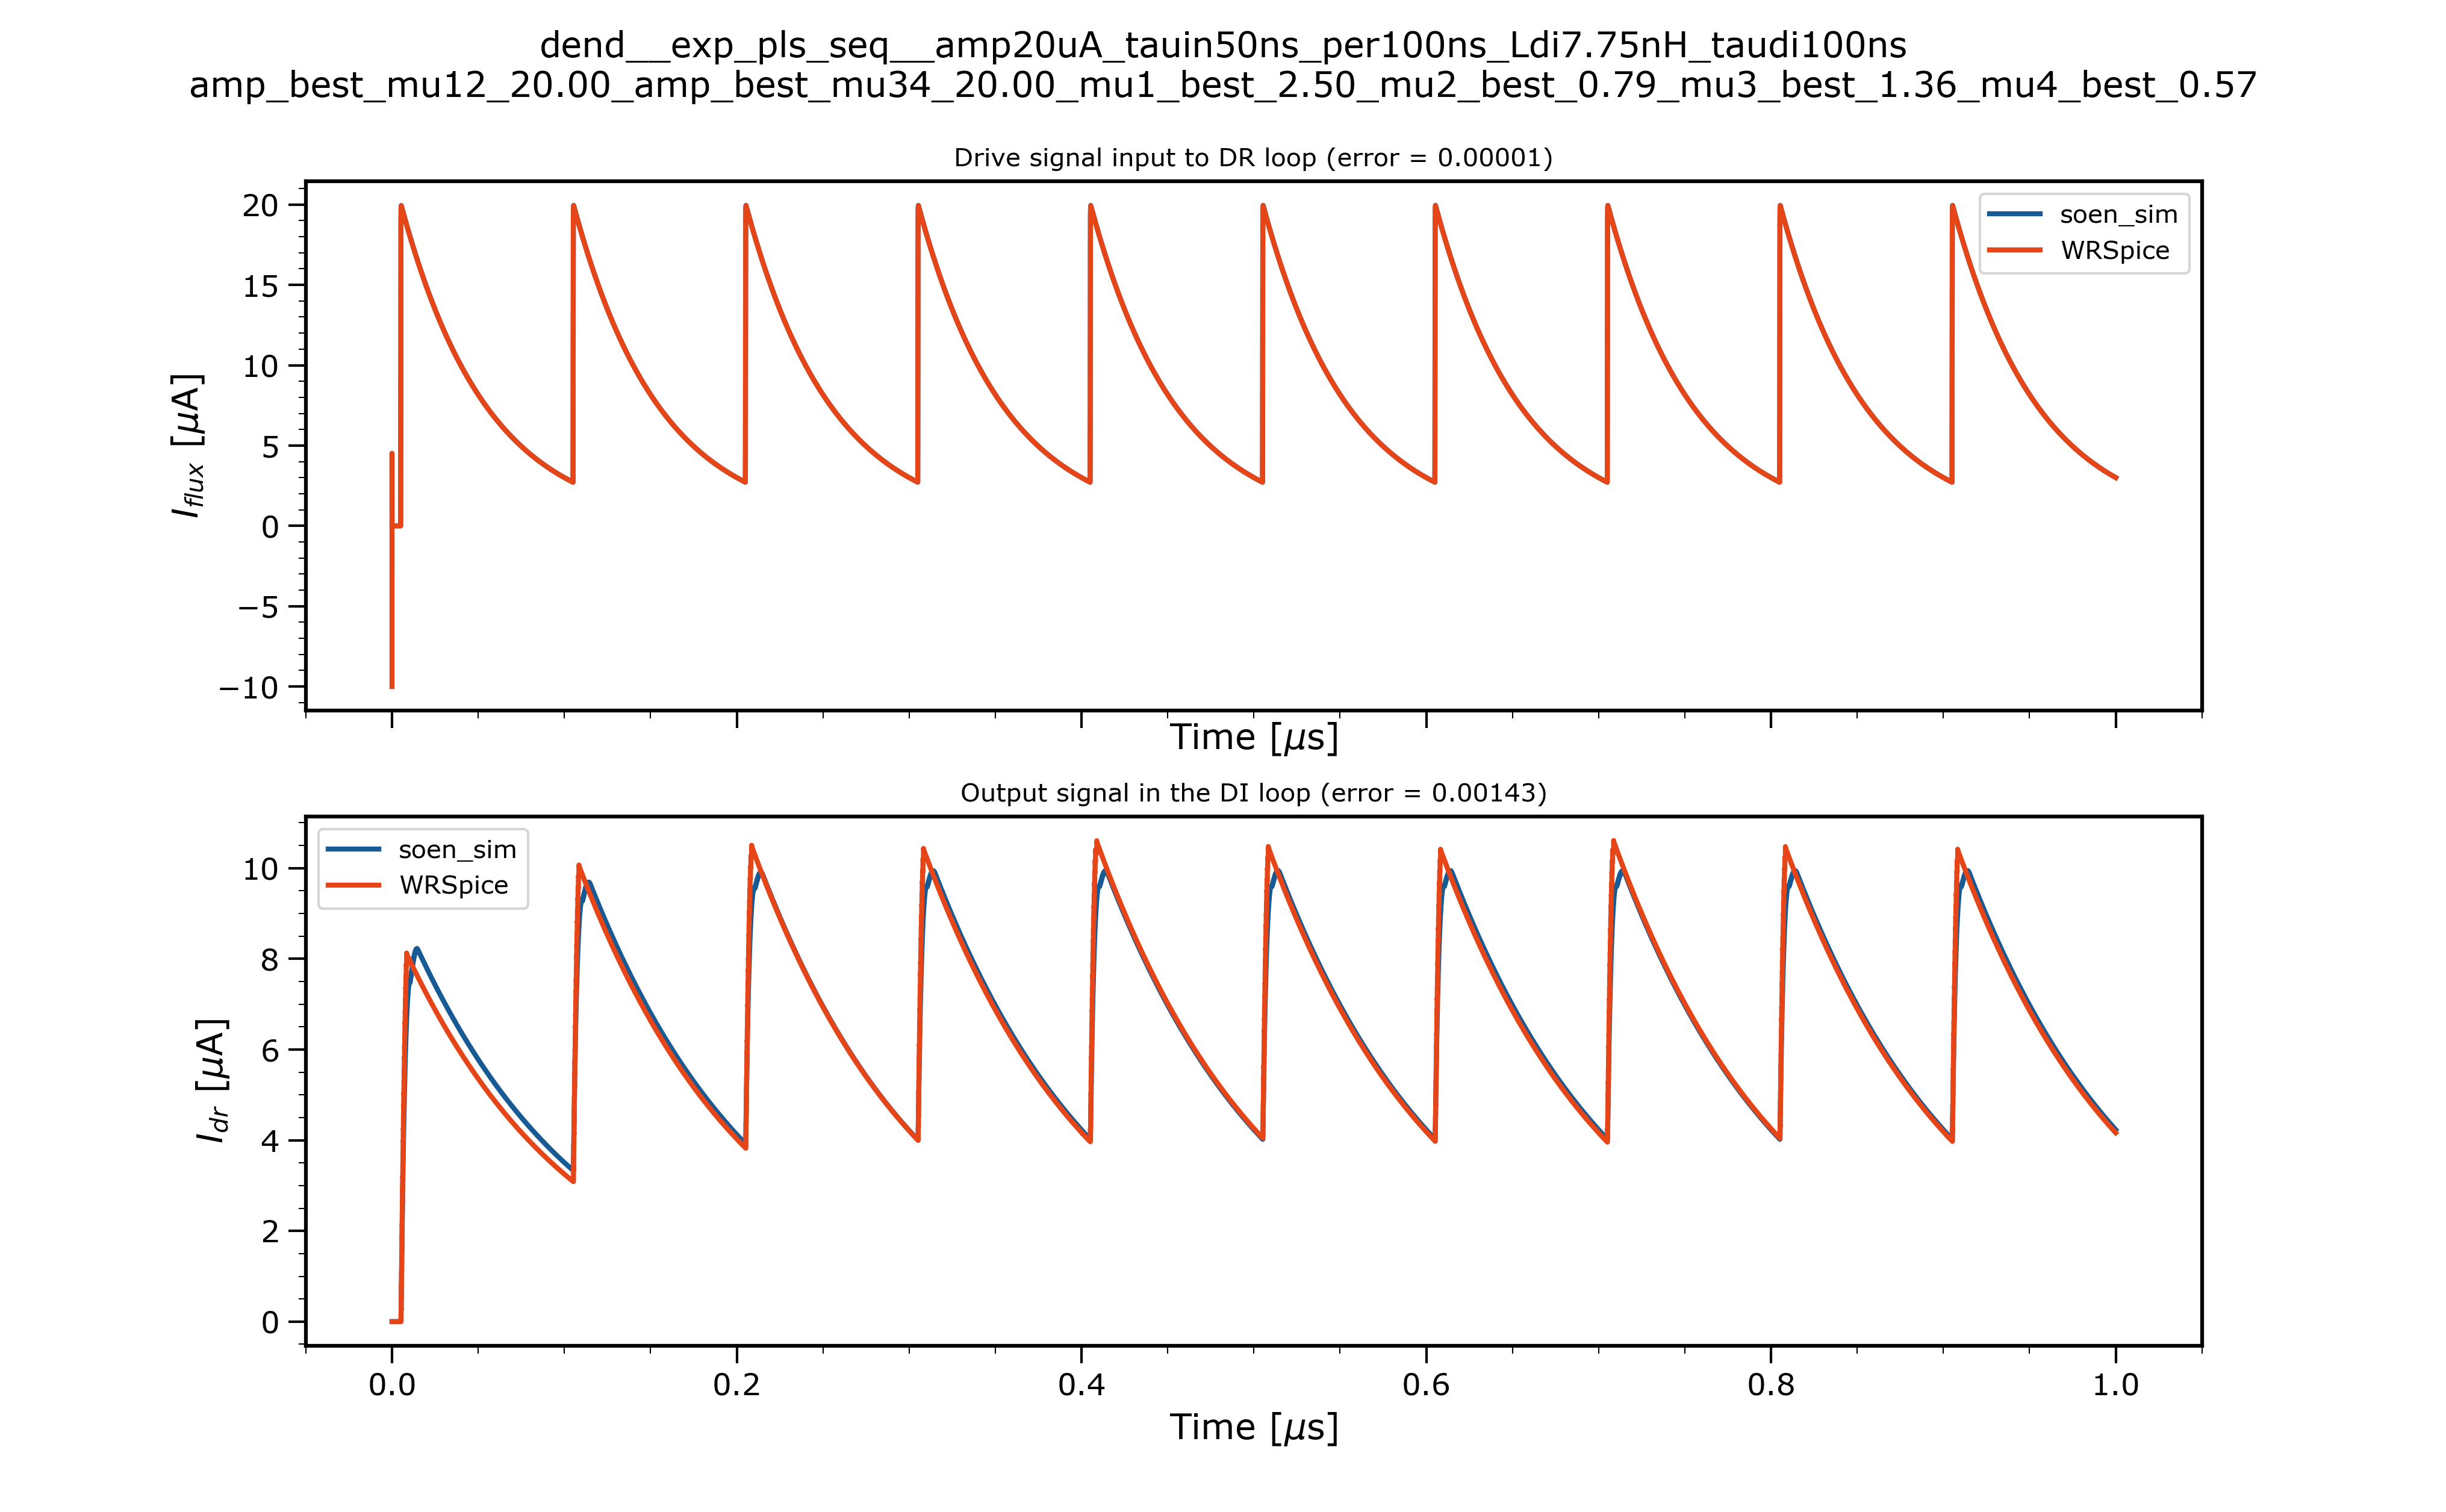 dend__exp_pls_seq__amp20uA_tauin50ns_per100ns_Ldi7.75nH_taudi100ns
amp_best_mu12_20.00_amp_best_mu34_20.00_mu1_best_2.50_mu2_best_0.79_mu3_best_1.36_mu4_best_0.57
Drive signal input to DR loop (error = 0.00001)
20
15
10
5
0
−5
−10
I_flux [μA]
soen_sim
WRSpice
Time [μs]
Output signal in the DI loop (error = 0.00143)
10
8
6
4
2
0
I_dr [μA]
soen_sim
WRSpice
0.0 0.2 0.4 0.6 0.8 1.0
Time [μs]